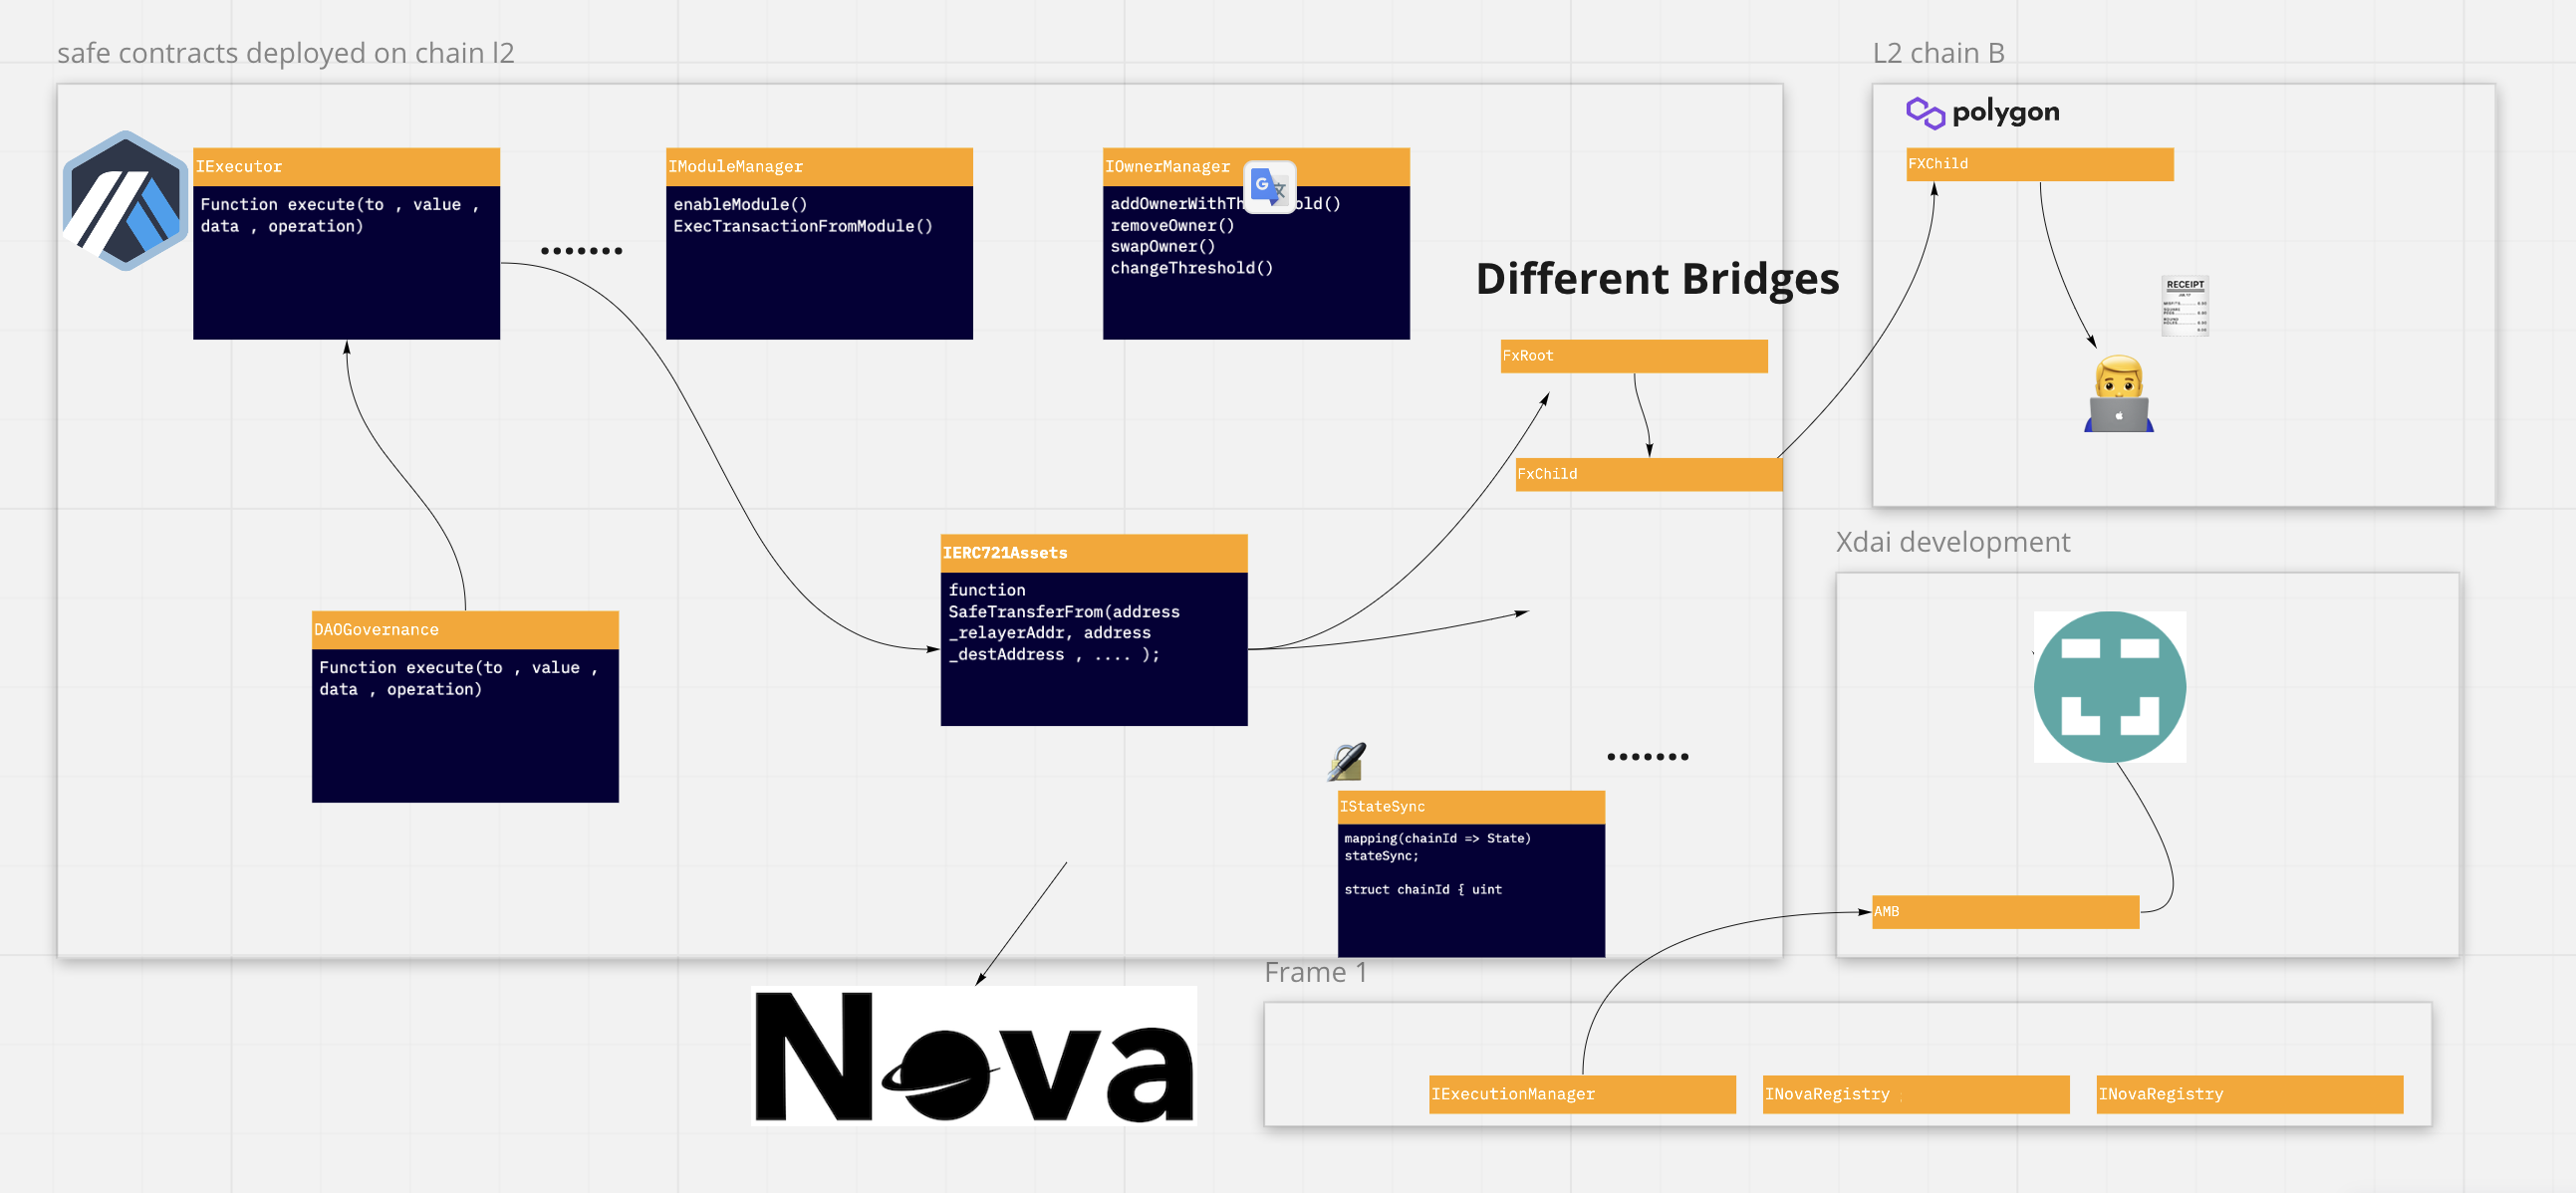 safe contracts deployed on chain l2
IExecutor
Function execute(to , value ,
data , operation)
.......
IModuleManager
enableModule()
ExecTransactionFromModule()
IOwnerManager
removeOwner()
swapOwner()
changeThreshold()
Different Bridges
FxRoot
FxChild
DAOGovernance
Function execute(to , value ,
data , operation)
IERC721Assets
function
SafeTransferFrom(address
_relayerAddr, address
_destAddress , .... );
.......
IStateSync
mapping(chainId => State)
stateSync;
struct chainId { uint
L2 chain B
polygon
FXChild
RECEIPT
Xdai development
AMB
Nova
Frame 1
IExecutionManager
INovaRegistry
INovaRegistry